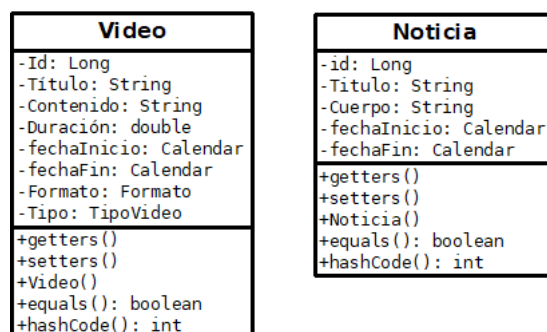 Video
-Id: Long
-Título: String
-Contenido: String
-Duración: double
-fechaInicio: Calendar
-fechaFin: Calendar
-Formato: Formato
-Tipo: TipoVideo
+getters()
+setters()
+Video()
+equals(): boolean
+hashCode(): int
Noticia
-id: Long
-Titulo: String
-Cuerpo: String
-fechaInicio: Calendar
-fechaFin: Calendar
+getters()
+setters()
+Noticia()
+equals(): boolean
+hashCode(): int